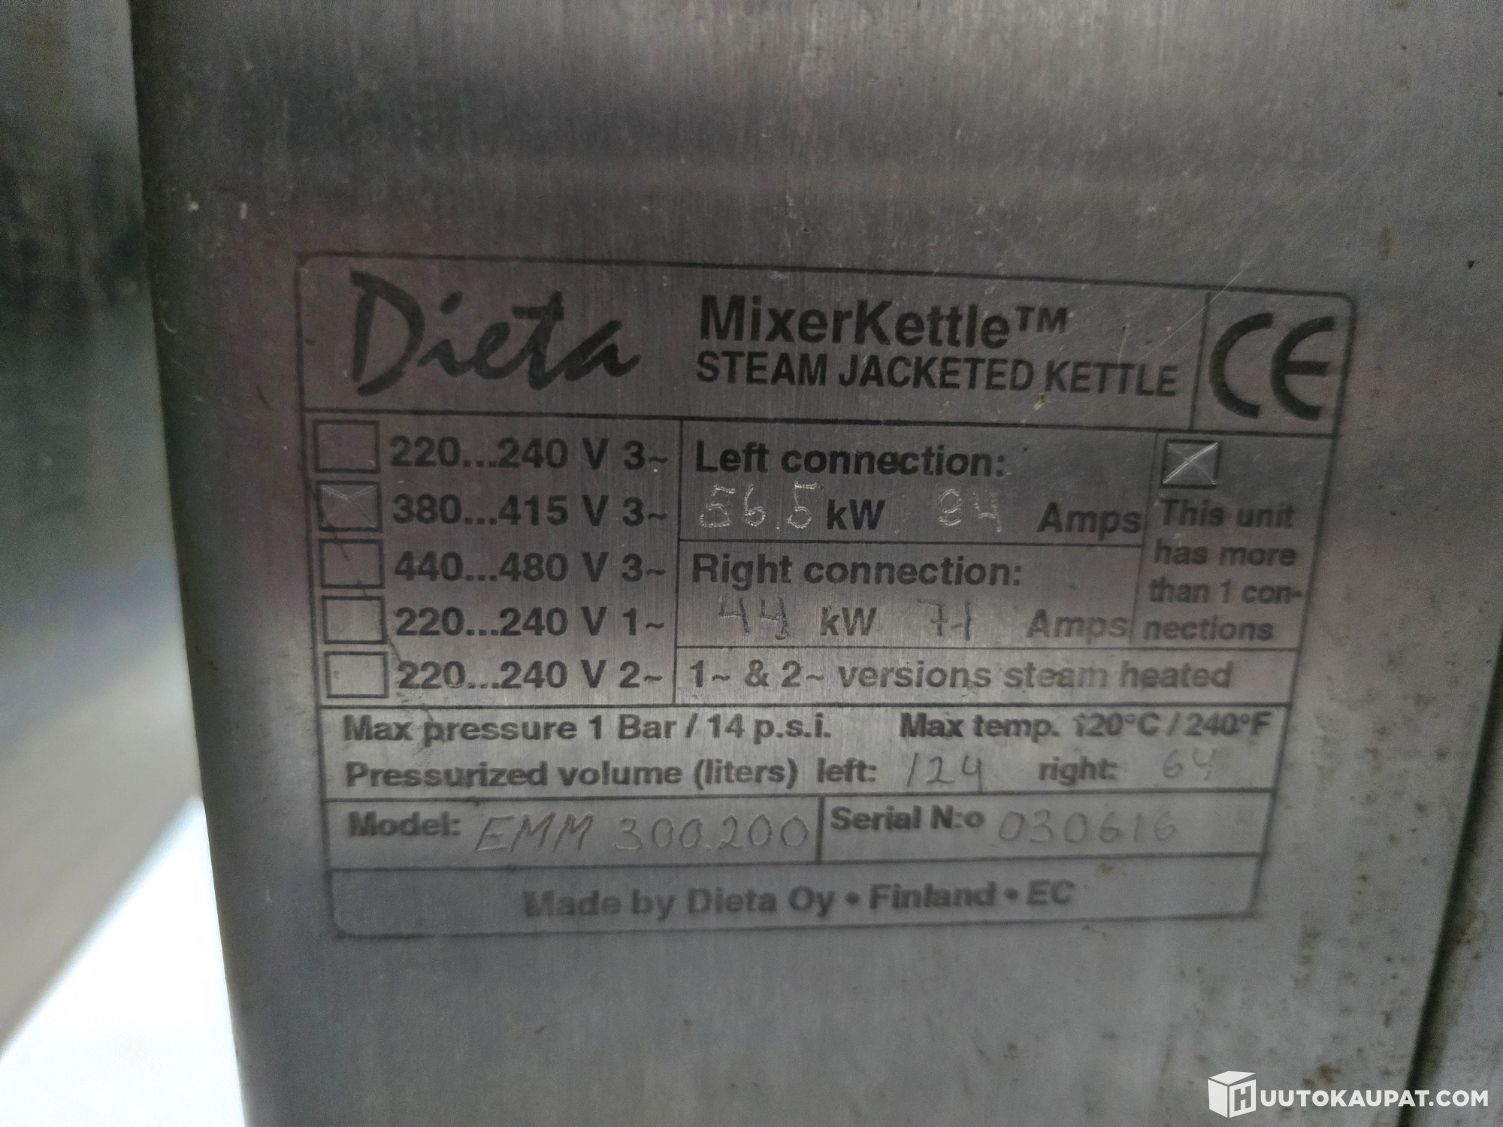 Dieta MixerKettle™ CE
STEAM JACKETED KETTLE
220...240 V 3~
380...415 V 3~
440...480 V 3~
220...240 V 1~
220...240 V 2~
Left connection:
56.5 kW Amps
Right connection:
44 kW 71 Amps
This unit
has more
than 1 con-
nections
1~ & 2~ versions steam heated
Max pressure 1 Bar / 14 p.s.i. Max temp. 120°C / 240°F
Pressurized volume (liters) left: 124 right: 64
Model: EMM 300.200 Serial N:o 030616
Made by Dieta Oy • Finland • EC
HUUTOKAUPAT.COM